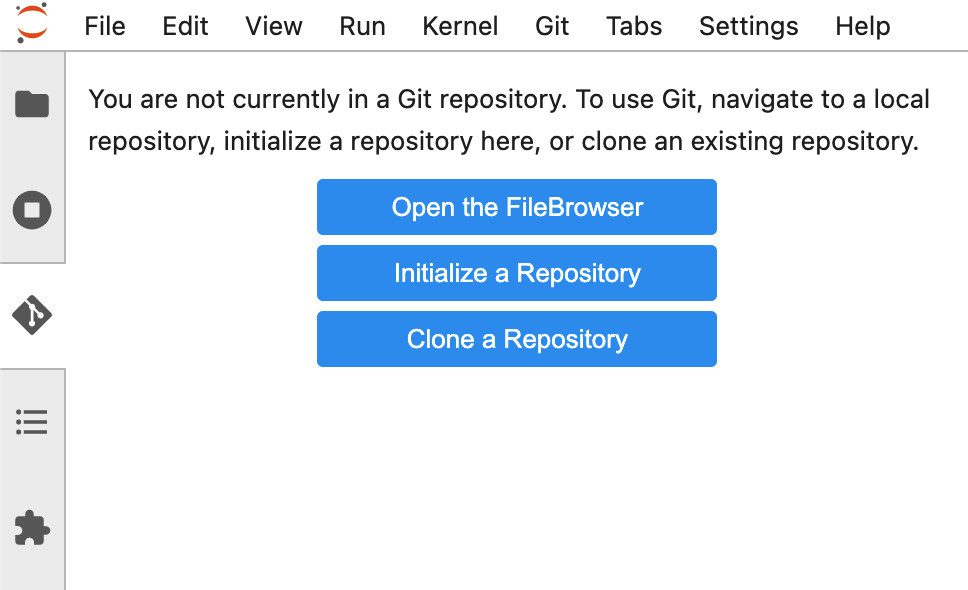 File Edit View Run Kernel Git Tabs Settings Help
You are not currently in a Git repository. To use Git, navigate to a local
repository, initialize a repository here, or clone an existing repository.
Open the FileBrowser
Initialize a Repository
Clone a Repository